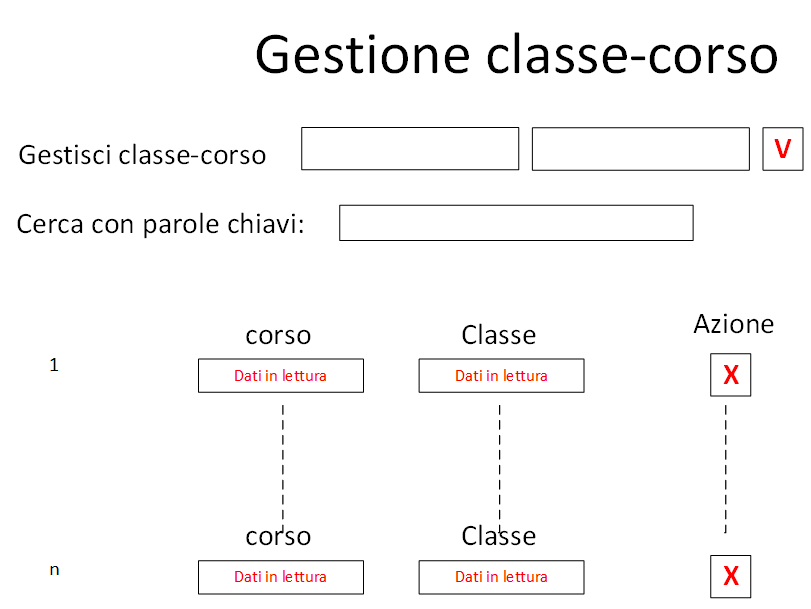 Gestione classe-corso
Gestisci classe-corso V
Cerca con parole chiavi:
corso Classe Azione
1 Dati in lettura Dati in lettura X
corso Classe
n Dati in lettura Dati in lettura X